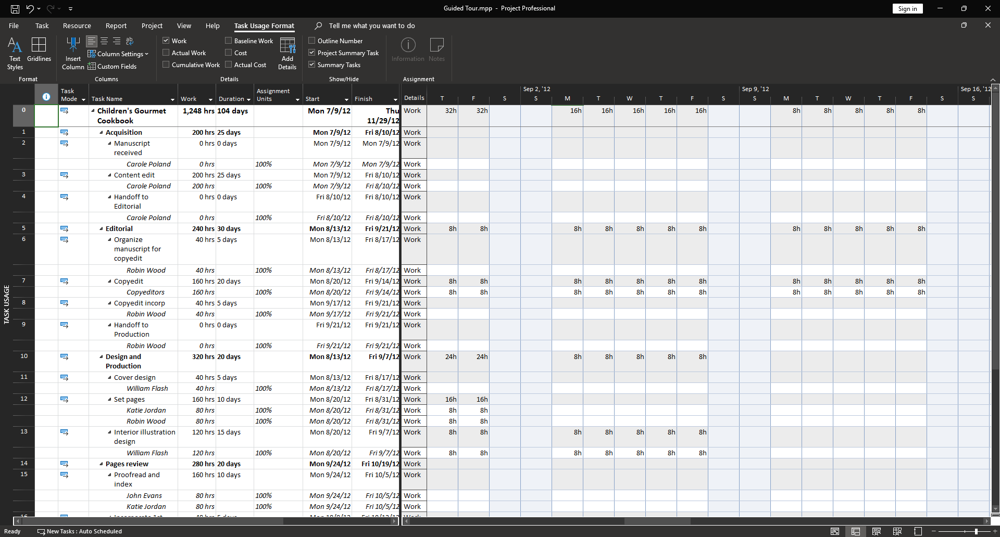 Guided Tour.mpp - Project Professional
Sign in
File Task Resource Report Project View Help Task Usage Format Tell me what you want to do
Text Styles
Gridlines
Format
Insert Column
Column Settings
Custom Fields
Columns
Work
Actual Work
Cumulative Work
Baseline Work
Cost
Actual Cost
Add Details
Details
Outline Number
Project Summary Task
Summary Tasks
Show/Hide
Information
Notes
Assignment
Task Mode Task Name Work Duration Assignment Units Start Finish
Details Sep 2, '12 Sep 9, '12 Sep 16, '12
T F S S M T W T F S S M T W T F S S
0 Children's Gourmet Cookbook 1,248 hrs 104 days Mon 7/9/12 Thu 11/29/12 Work 32h 32h 16h 16h 16h 16h 16h 8h 8h 8h 8h 8h
1 Acquisition 200 hrs 25 days Mon 7/9/12 Fri 8/10/12 Work
2 Manuscript received 0 hrs 0 days Mon 7/9/12 Mon 7/9/12 Work
Carole Poland 0 hrs 100% Mon 7/9/12 Mon 7/9/12 Work
3 Content edit 200 hrs 25 days Mon 7/9/12 Fri 8/10/12 Work
Carole Poland 200 hrs 100% Mon 7/9/12 Fri 8/10/12 Work
4 Handoff to Editorial 0 hrs 0 days Fri 8/10/12 Fri 8/10/12 Work
Carole Poland 0 hrs 100% Fri 8/10/12 Fri 8/10/12 Work
5 Editorial 240 hrs 30 days Mon 8/13/12 Fri 9/21/12 Work 8h 8h 8h 8h 8h 8h 8h 8h 8h 8h 8h 8h
6 Organize manuscript for copyedit 40 hrs 5 days Mon 8/13/12 Fri 8/17/12 Work
Robin Wood 40 hrs 100% Mon 8/13/12 Fri 8/17/12 Work
7 Copyedit 160 hrs 20 days Mon 8/20/12 Fri 9/14/12 Work 8h 8h 8h 8h 8h 8h 8h 8h 8h 8h 8h 8h
Copyeditors 160 hrs 100% Mon 8/20/12 Fri 9/14/12 Work 8h 8h 8h 8h 8h 8h 8h 8h 8h 8h 8h 8h
8 Copyedit incorp 40 hrs 5 days Mon 9/17/12 Fri 9/21/12 Work
Robin Wood 40 hrs 100% Mon 9/17/12 Fri 9/21/12 Work
9 Handoff to Production 0 hrs 0 days Fri 9/21/12 Fri 9/21/12 Work
Robin Wood 0 hrs 100% Fri 9/21/12 Fri 9/21/12 Work
10 Design and Production 320 hrs 20 days Mon 8/13/12 Fri 9/7/12 Work 24h 24h 8h 8h 8h 8h 8h
11 Cover design 40 hrs 5 days Mon 8/13/12 Fri 8/17/12 Work
William Flash 40 hrs 100% Mon 8/13/12 Fri 8/17/12 Work
12 Set pages 160 hrs 10 days Mon 8/20/12 Fri 8/31/12 Work 16h 16h
Katie Jordan 80 hrs 100% Mon 8/20/12 Fri 8/31/12 Work 8h 8h
Robin Wood 80 hrs 100% Mon 8/20/12 Fri 8/31/12 Work 8h 8h
13 Interior illustration design 120 hrs 15 days Mon 8/20/12 Fri 9/7/12 Work 8h 8h 8h 8h 8h 8h 8h
William Flash 120 hrs 100% Mon 8/20/12 Fri 9/7/12 Work 8h 8h 8h 8h 8h 8h 8h
14 Pages review 280 hrs 20 days Mon 9/24/12 Fri 10/19/12 Work
15 Proofread and index 160 hrs 10 days Mon 9/24/12 Fri 10/5/12 Work
John Evans 80 hrs 100% Mon 9/24/12 Fri 10/5/12 Work
Katie Jordan 80 hrs 100% Mon 9/24/12 Fri 10/5/12 Work
TASK USAGE
Ready New Tasks : Auto Scheduled